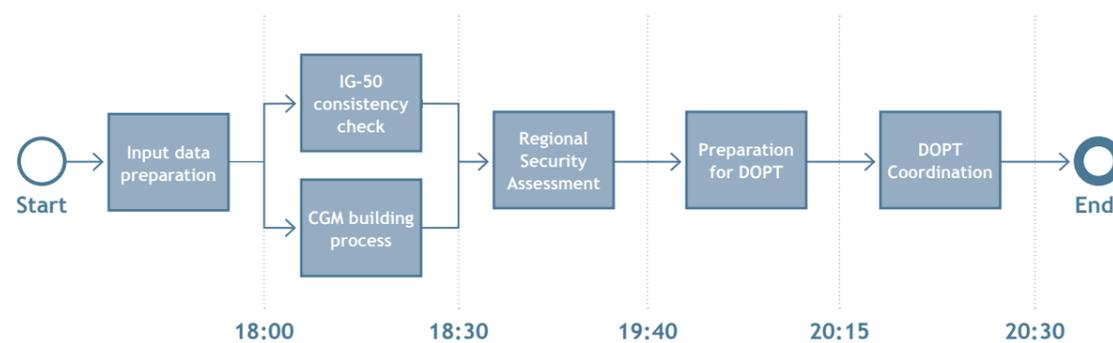 Start
Input data
preparation
IG-50
consistency
check
CGM building
process
Regional
Security
Assessment
Preparation
for DOPT
DOPT
Coordination
End
18:00
18:30
19:40
20:15
20:30